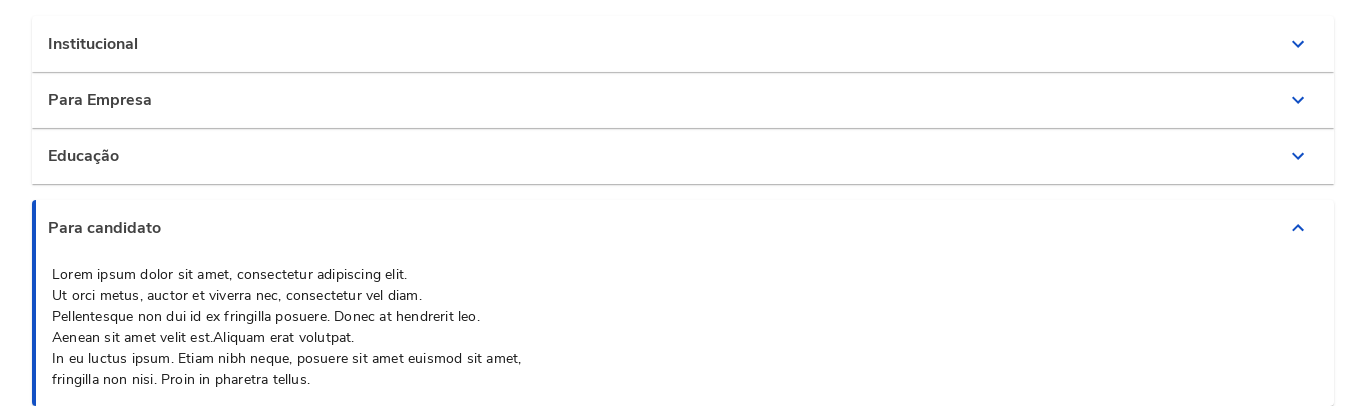 Institucional
Para Empresa
Educação
Para candidato
Lorem ipsum dolor sit amet, consectetur adipiscing elit.
Ut orci metus, auctor et viverra nec, consectetur vel diam.
Pellentesque non dui id ex fringilla posuere. Donec at hendrerit leo.
Aenean sit amet velit est.Aliquam erat volutpat.
In eu luctus ipsum. Etiam nibh neque, posuere sit amet euismod sit amet,
fringilla non nisi. Proin in pharetra tellus.